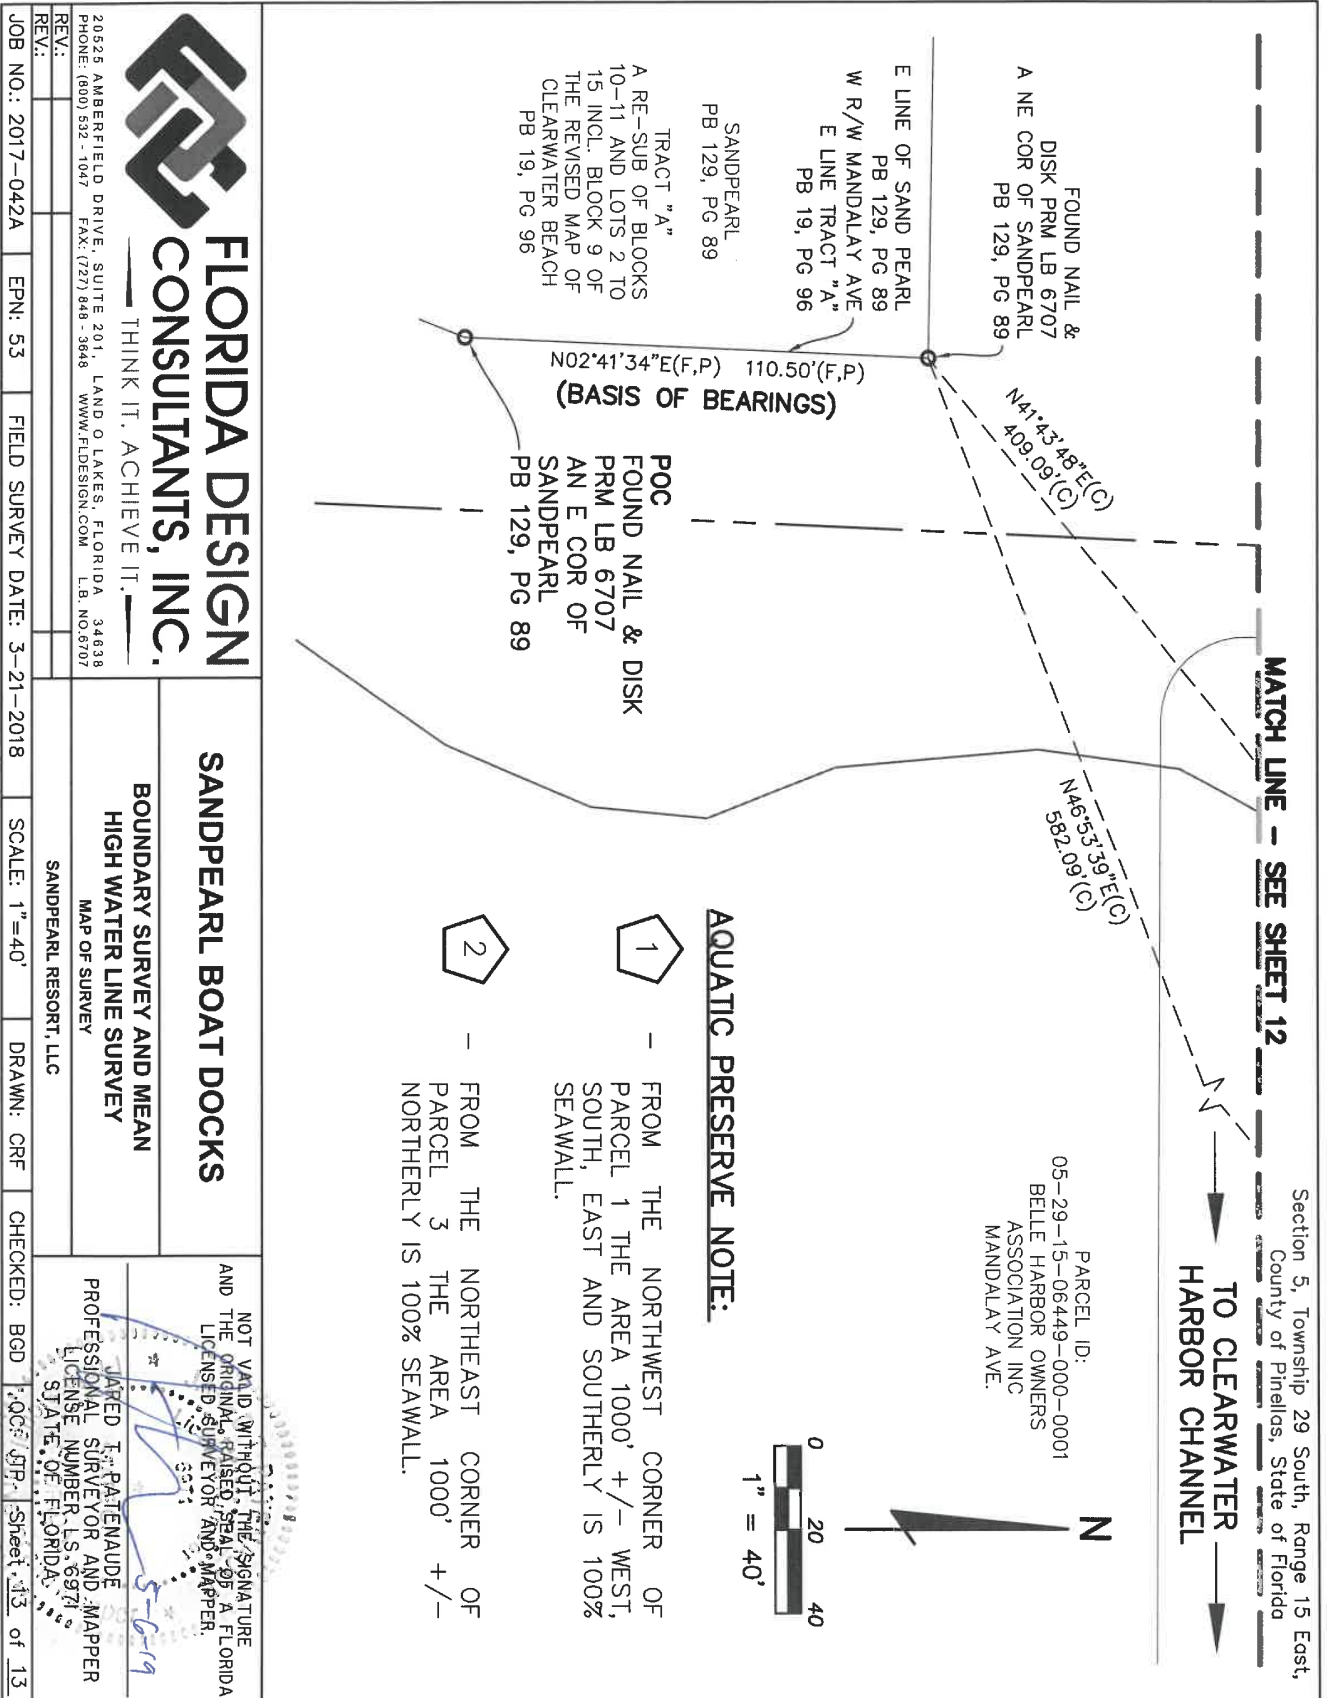 Section 5, Township 29 South, Range 15 East,
County of Pinellas, State of Florida
MATCH LINE - SEE SHEET 12
TO CLEARWATER
HARBOR CHANNEL
FOUND NAIL &
DISK PRM LB 6707
A NE COR OF SANDPEARL
PB 129, PG 89
N41°43'48"E(C)
409.09'(C)
N46°53'39"E(C)
582.09'(C)
PARCEL ID:
05-29-15-06449-000-0001
BELLE HARBOR OWNERS
ASSOCIATION INC
MANDALAY AVE.
N
0 20 40
1" = 40'
E LINE OF SAND PEARL
PB 129, PG 89
W R/W MANDALAY AVE
E LINE TRACT "A"
PB 19, PG 96
SANDPEARL
PB 129, PG 89
TRACT "A"
A RE-SUB OF BLOCKS
10-11 AND LOTS 2 TO
15 INCL. BLOCK 9 OF
THE REVISED MAP OF
CLEARWATER BEACH
PB 19, PG 96
N02°41'34"E(F,P) 110.50'(F,P)
(BASIS OF BEARINGS)
POC
FOUND NAIL & DISK
PRM LB 6707
AN E COR OF
SANDPEARL
PB 129, PG 89
AQUATIC PRESERVE NOTE:
1 - FROM THE NORTHWEST CORNER OF
PARCEL 1 THE AREA 1000' +/- WEST,
SOUTH, EAST AND SOUTHERLY IS 100%
SEAWALL.
2 - FROM THE NORTHEAST CORNER OF
PARCEL 3 THE AREA 1000' +/-
NORTHERLY IS 100% SEAWALL.
FLORIDA DESIGN
CONSULTANTS, INC.
THINK IT. ACHIEVE IT.
20525 AMBERFIELD DRIVE, SUITE 201, LAND O LAKES, FLORIDA 34638
PHONE: (800) 532 - 1047 FAX: (727) 848 - 3648 WWW.FLDESIGN.COM L.B. NO.6707
REV.:
REV.:
SANDPEARL BOAT DOCKS
BOUNDARY SURVEY AND MEAN
HIGH WATER LINE SURVEY
MAP OF SURVEY
SANDPEARL RESORT, LLC
NOT VALID WITHOUT THE SIGNATURE
AND THE ORIGINAL RAISED SEAL OF A FLORIDA
LICENSED SURVEYOR AND MAPPER.
5-6-19
JARED T. PATENAUDE
PROFESSIONAL SURVEYOR AND MAPPER
LICENSE NUMBER LS 6971
STATE OF FLORIDA
JOB NO.: 2017-042A EPN: 53 FIELD SURVEY DATE: 3-21-2018 SCALE: 1"=40' DRAWN: CRF CHECKED: BGD QC: JTP Sheet 13 of 13